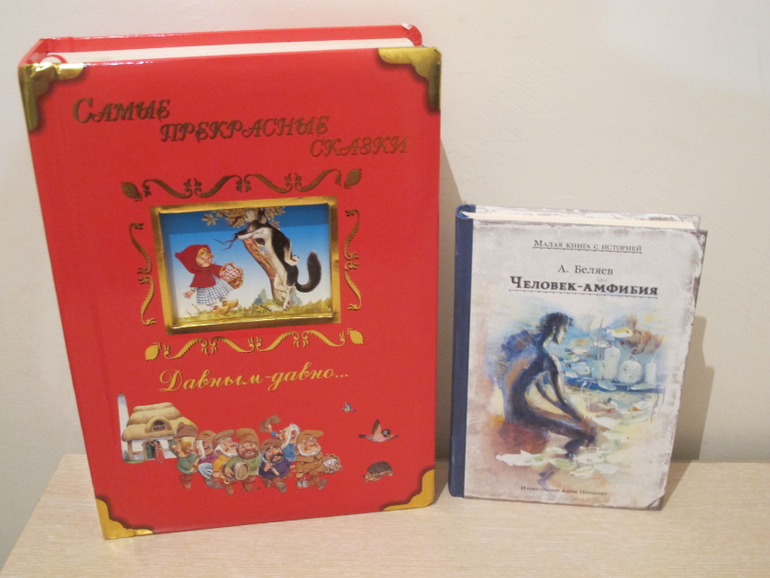 Самые
прекрасные
сказки
Давным-давно...
Малая книга с историей
А. Беляев
Человек-амфибия